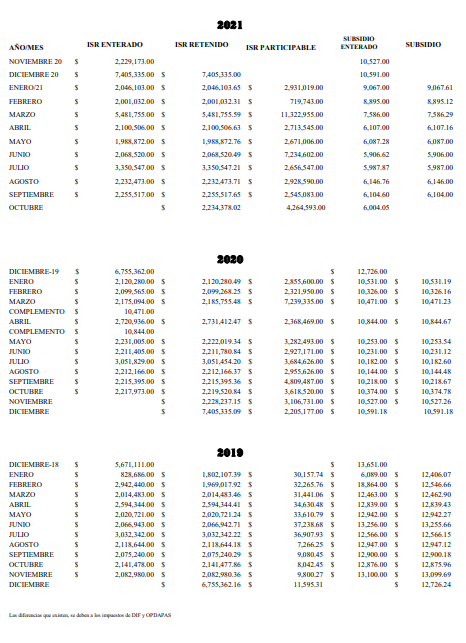 2021
AÑO/MES ISR ENTERADO ISR RETENIDO ISR PARTICIPABLE SUBSIDIO ENTERADO SUBSIDIO
NOVIEMBRE 20 $ 2,229,173.00 10,527.00
DICIEMBRE 20 $ 7,405,335.00 $ 7,405,335.00 10,591.00
ENERO/21 $ 2,046,103.00 $ 2,046,103.65 $ 2,931,019.00 9,067.00 9,067.61
FEBRERO $ 2,001,032.00 $ 2,001,032.31 $ 719,743.00 8,895.00 8,895.12
MARZO $ 5,481,755.00 $ 5,481,755.59 $ 11,322,955.00 7,586.00 7,586.29
ABRIL $ 2,100,506.00 $ 2,100,506.63 $ 2,713,545.00 6,107.00 6,107.16
MAYO $ 1,988,872.00 $ 1,988,872.76 $ 2,671,006.00 6,087.28 6,087.00
JUNIO $ 2,068,520.00 $ 2,068,520.49 $ 7,234,602.00 5,906.62 5,906.00
JULIO $ 3,350,547.00 $ 3,350,547.21 $ 2,656,547.00 5,987.87 5,987.00
AGOSTO $ 2,232,473.00 $ 2,232,473.71 $ 2,928,590.00 6,146.76 6,146.00
SEPTIEMBRE $ 2,255,517.00 $ 2,255,517.65 $ 2,545,083.00 6,104.60 6,104.00
OCTUBRE $ 2,234,378.02 4,264,593.00 6,004.05
2020
DICIEMBRE-19 $ 6,755,362.00 $ 12,726.00
ENERO $ 2,120,280.00 $ 2,120,280.49 $ 2,855,600.00 $ 10,531.00 $ 10,531.19
FEBRERO $ 2,099,565.00 $ 2,099,268.25 $ 2,321,950.00 $ 10,326.00 $ 10,326.16
MARZO $ 2,175,094.00 $ 2,185,755.48 $ 7,239,335.00 $ 10,471.00 $ 10,471.23
COMPLEMENTO $ 10,471.00
ABRIL $ 2,720,936.00 $ 2,731,412.47 $ 2,368,469.00 $ 10,844.00 $ 10,844.67
COMPLEMENTO $ 10,844.00
MAYO $ 2,231,005.00 $ 2,222,019.34 $ 3,282,493.00 $ 10,253.00 $ 10,253.54
JUNIO $ 2,211,405.00 $ 2,211,780.84 $ 2,927,171.00 $ 10,231.00 $ 10,231.12
JULIO $ 3,051,829.00 $ 3,051,454.20 $ 3,684,626.00 $ 10,182.00 $ 10,182.60
AGOSTO $ 2,212,166.00 $ 2,212,166.37 $ 2,955,626.00 $ 10,144.00 $ 10,144.48
SEPTIEMBRE $ 2,215,395.00 $ 2,215,395.36 $ 4,809,487.00 $ 10,218.00 $ 10,218.67
OCTUBRE $ 2,217,973.00 $ 2,219,520.84 $ 3,618,520.00 $ 10,374.00 $ 10,374.78
NOVIEMBRE $ 2,228,237.15 $ 3,106,731.00 $ 10,527.00 $ 10,527.26
DICIEMBRE $ 7,405,335.09 $ 2,205,177.00 $ 10,591.18 10,591.18
2019
DICIEMBRE-18 $ 5,671,111.00 $ 13,651.00
ENERO $ 828,686.00 $ 1,802,107.39 $ 30,157.74 $ 6,089.00 $ 12,406.07
FEBRERO $ 2,942,440.00 $ 1,969,017.92 $ 32,265.76 $ 18,864.00 $ 12,546.66
MARZO $ 2,014,483.00 $ 2,014,483.46 $ 31,441.06 $ 12,463.00 $ 12,462.90
ABRIL $ 2,594,344.00 $ 2,594,344.41 $ 34,630.48 $ 12,839.00 $ 12,839.43
MAYO $ 2,020,721.00 $ 2,020,721.24 $ 33,610.79 $ 12,942.00 $ 12,942.27
JUNIO $ 2,066,943.00 $ 2,066,942.71 $ 37,238.68 $ 13,256.00 $ 13,255.66
JULIO $ 3,032,342.00 $ 3,032,342.22 $ 36,907.93 $ 12,566.00 $ 12,566.15
AGOSTO $ 2,118,644.00 $ 2,118,644.18 $ 7,266.25 $ 12,947.00 $ 12,947.12
SEPTIEMBRE $ 2,075,240.00 $ 2,075,240.29 $ 9,080.45 $ 12,900.00 $ 12,900.18
OCTUBRE $ 2,141,478.00 $ 2,141,477.86 $ 8,042.45 $ 12,876.00 $ 12,875.96
NOVIEMBRE $ 2,082,980.00 $ 2,082,980.36 $ 9,800.27 $ 13,100.00 $ 13,099.69
DICIEMBRE $ 6,755,362.16 $ 11,595.31 $ 12,726.24
Las diferencias que existen, se deben a los impuestos de DIF y OPDAPAS